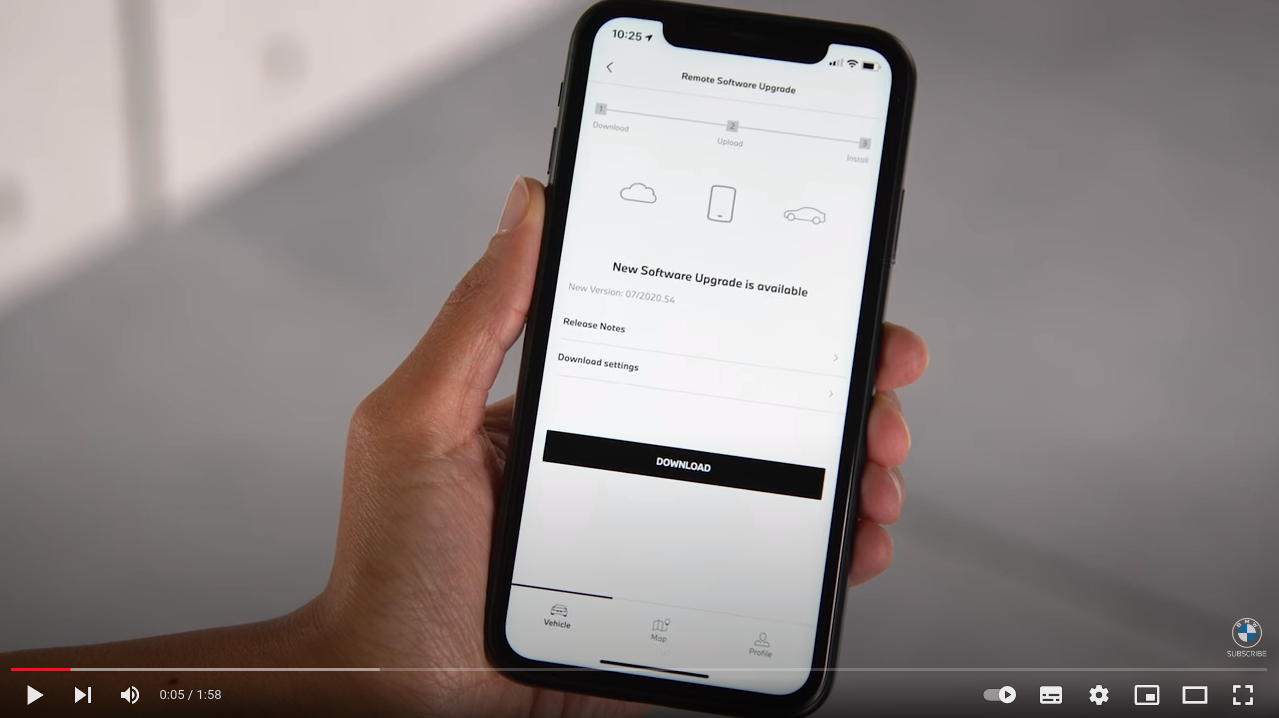 10:25
Remote Software Upgrade
1
2
3
Download
Upload
Install
New Software Upgrade is available
New Version: 07/2020.54
Release Notes
Download settings
DOWNLOAD
Vehicle
Map
Profile
BMW
SUBSCRIBE
0:05 / 1:58